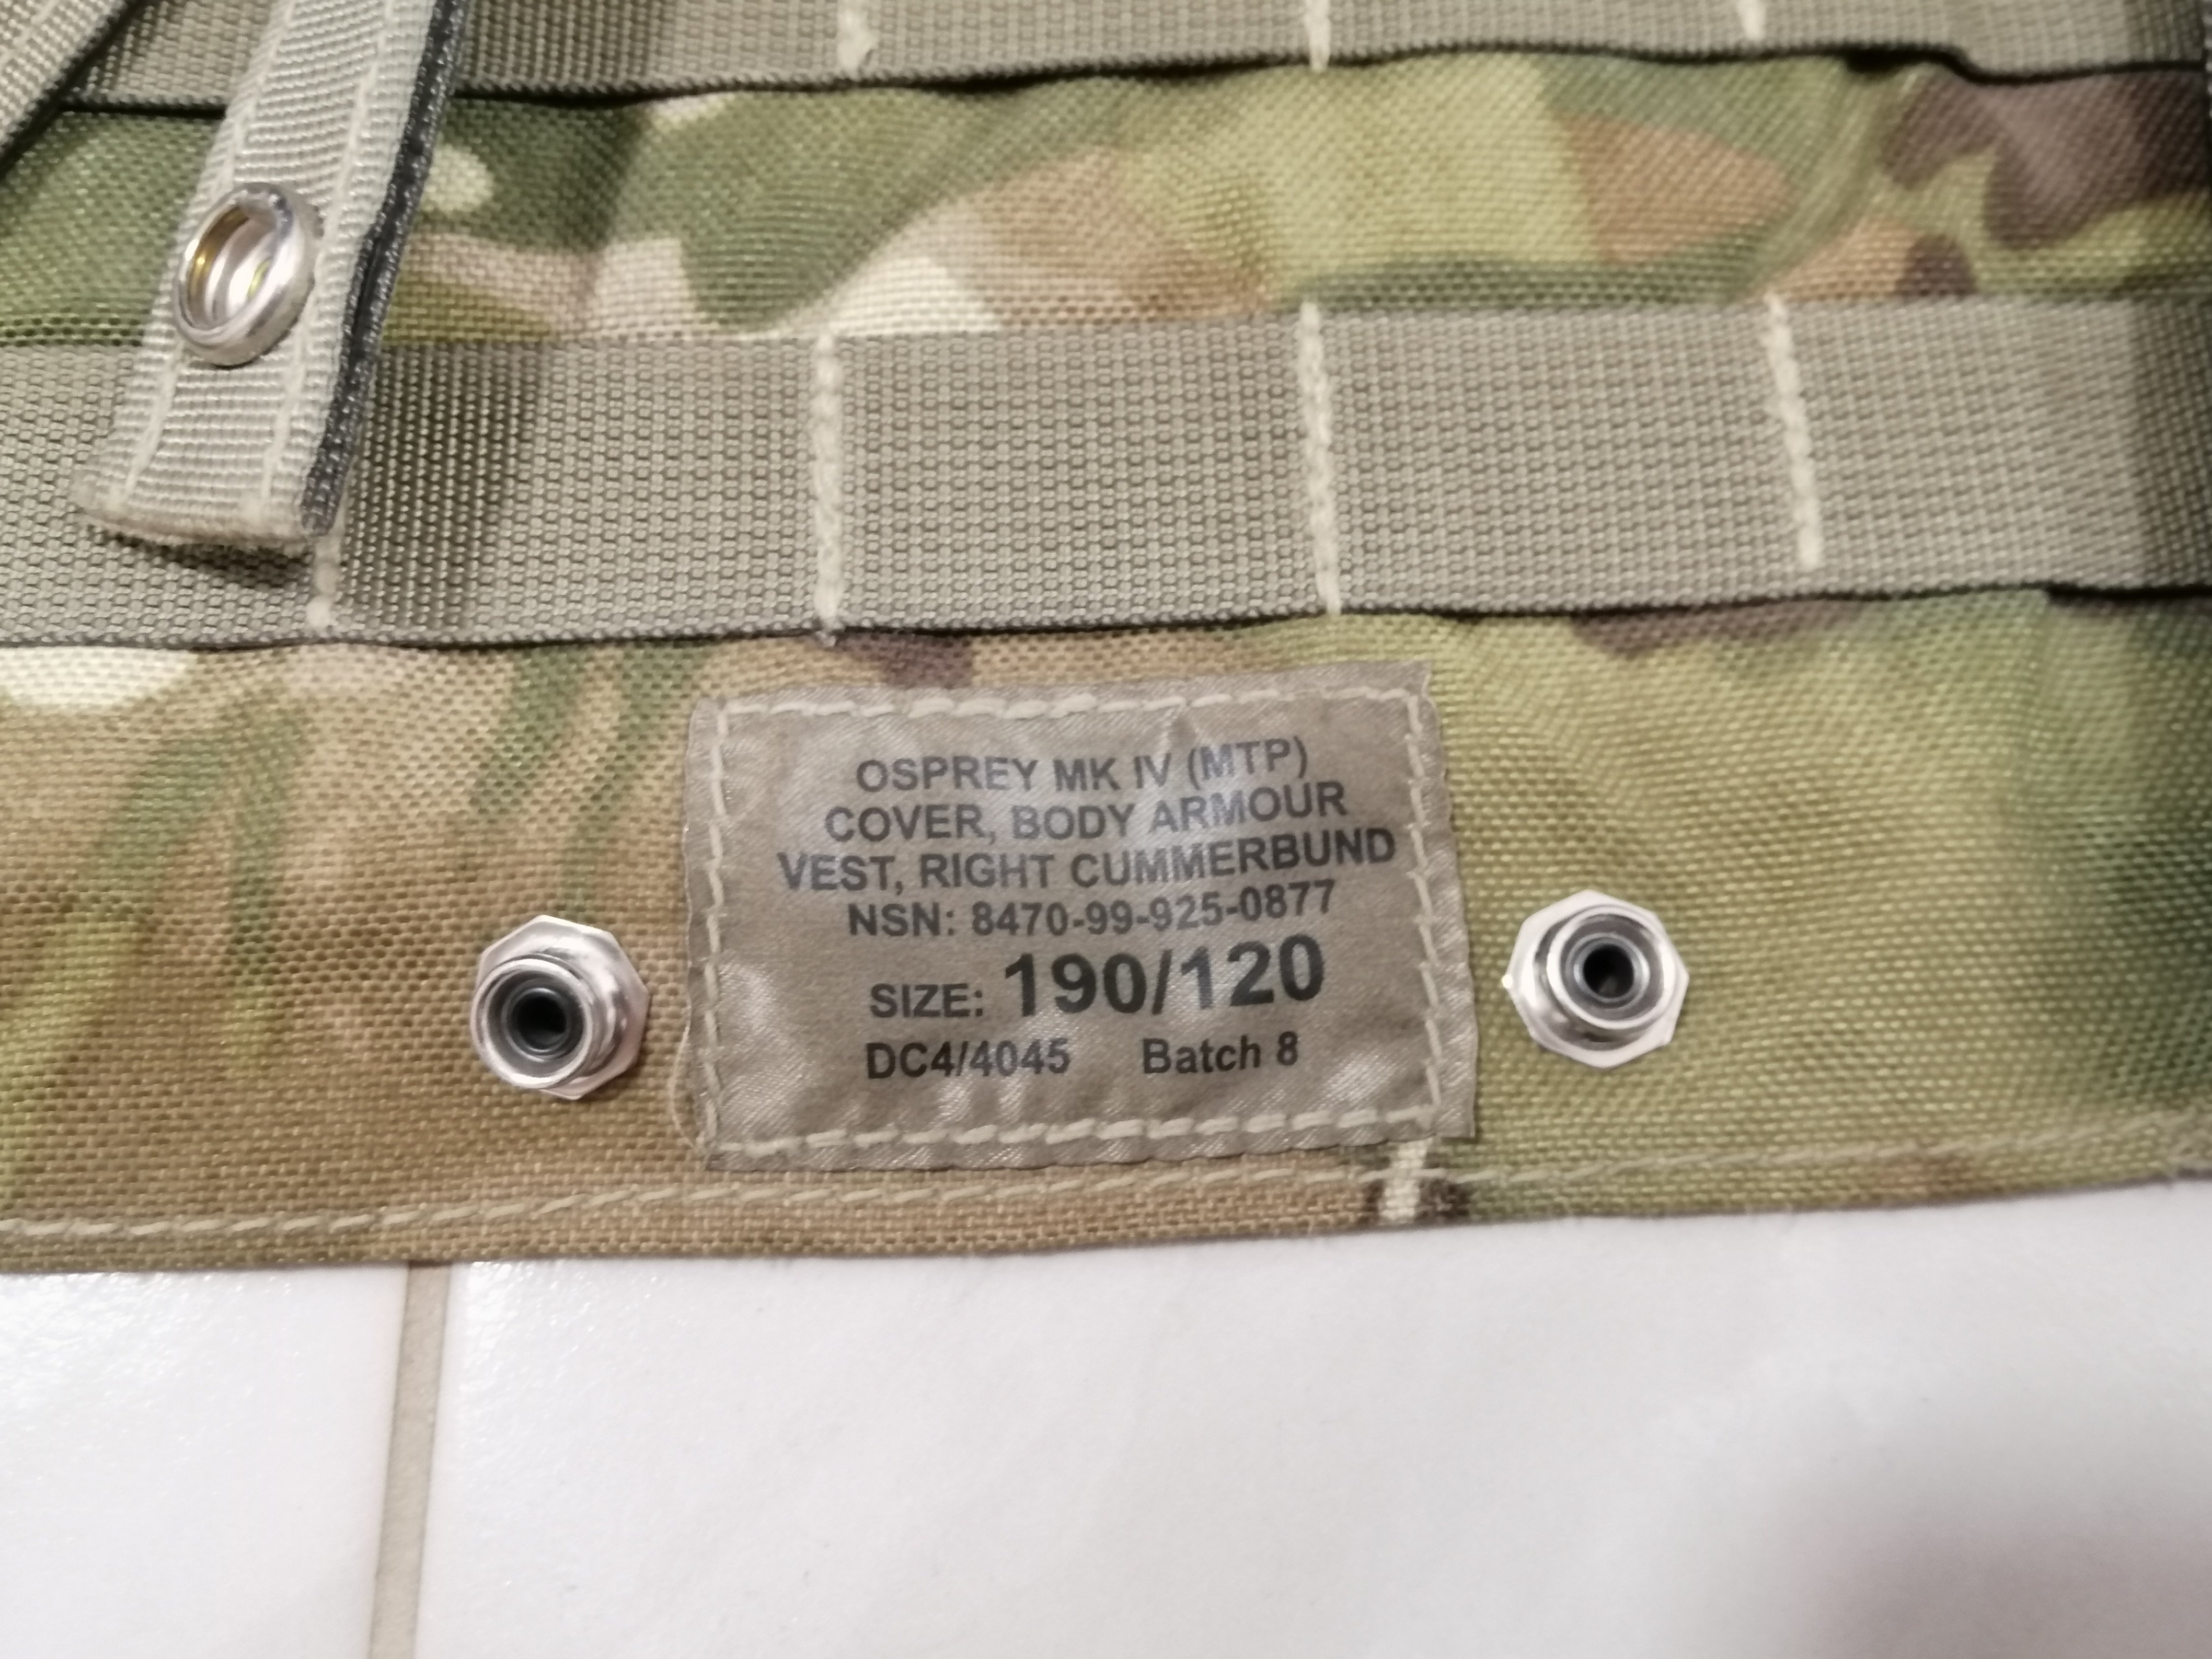 OSPREY MK IV (MTP)
COVER, BODY ARMOUR
VEST, RIGHT CUMMERBUND
NSN: 8470-99-925-0877
SIZE: 190/120
DC4/4045 Batch 8